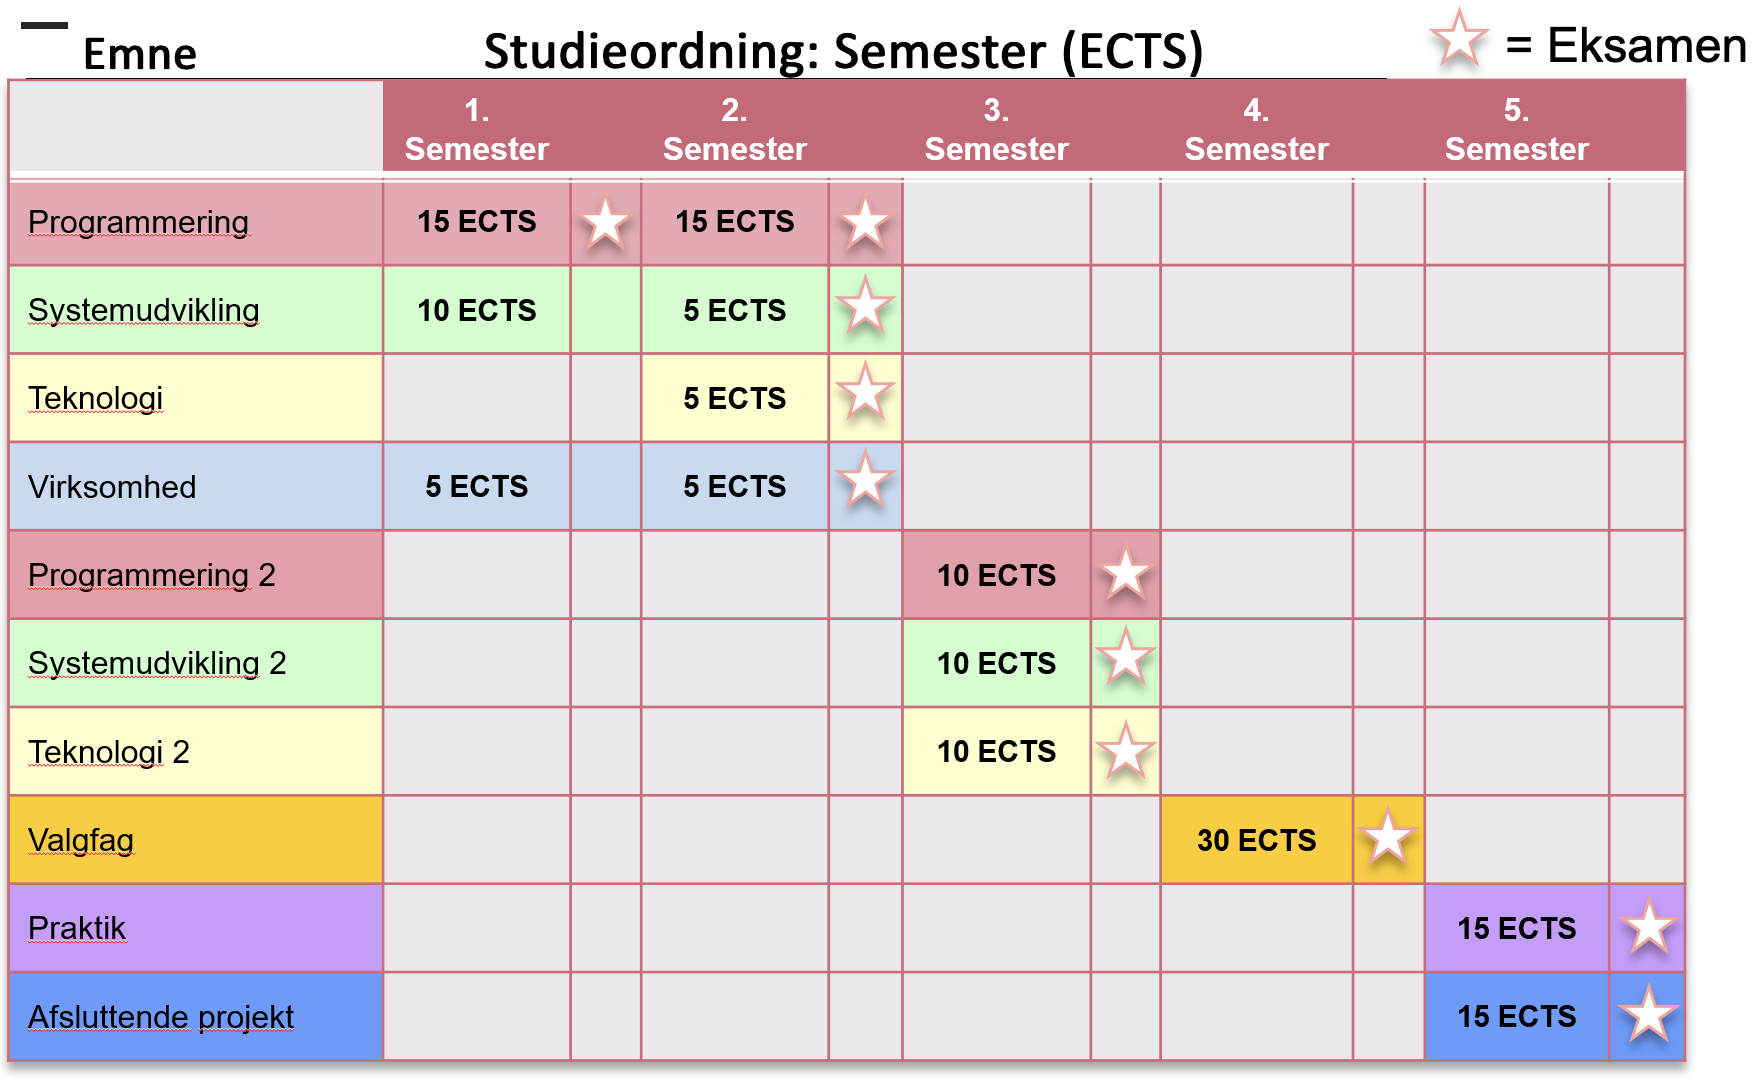 Emne
Studieordning: Semester (ECTS)
= Eksamen
1. Semester
2. Semester
3. Semester
4. Semester
5. Semester
Programmering 15 ECTS 15 ECTS
Systemudvikling 10 ECTS 5 ECTS
Teknologi 5 ECTS
Virksomhed 5 ECTS 5 ECTS
Programmering 2 10 ECTS
Systemudvikling 2 10 ECTS
Teknologi 2 10 ECTS
Valgfag 30 ECTS
Praktik 15 ECTS
Afsluttende projekt 15 ECTS